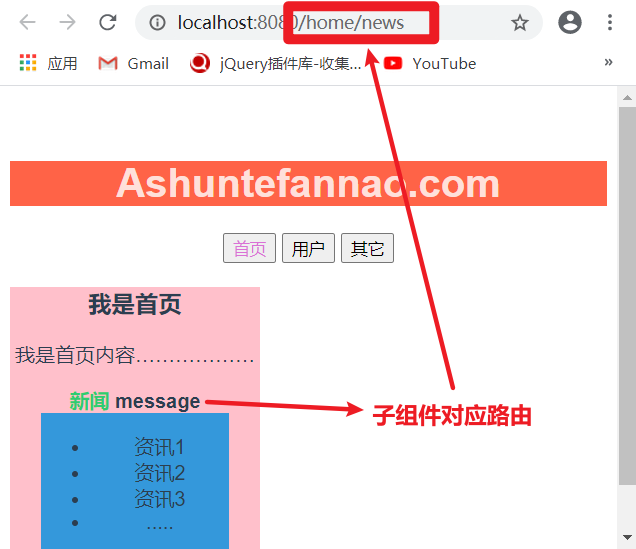 localhost:8080/home/news
应用 Gmail jQuery插件库-收集... YouTube »
Ashuntefannao.com
首页 用户 其它
我是首页
我是首页内容………………
新闻 message
子组件对应路由
资讯1
资讯2
资讯3
.....